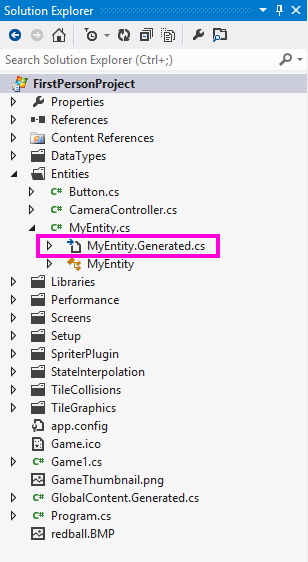 Solution Explorer
Search Solution Explorer (Ctrl+;)
FirstPersonProject
Properties
References
Content References
DataTypes
Entities
C# Button.cs
C# CameraController.cs
C# MyEntity.cs
MyEntity.Generated.cs
MyEntity
Libraries
Performance
Screens
Setup
SpriterPlugin
StateInterpolation
TileCollisions
TileGraphics
app.config
Game.ico
C# Game1.cs
GameThumbnail.png
C# GlobalContent.Generated.cs
C# Program.cs
redball.BMP